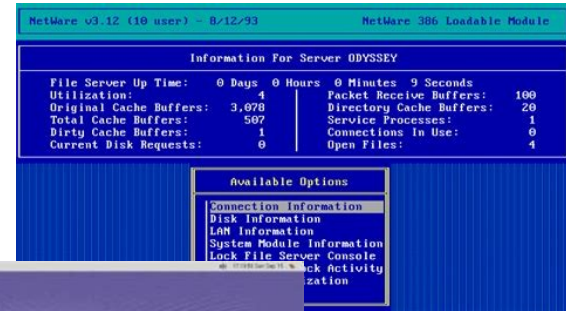 NetWare v3.12 (10 user) - 8/12/93 NetWare 386 Loadable Module
Information For Server ODYSSEY
File Server Up Time: 0 Days 0 Hours 0 Minutes 9 Seconds
Utilization: 4 Packet Receive Buffers: 100
Original Cache Buffers: 3,078 Directory Cache Buffers: 20
Total Cache Buffers: 507 Service Processes: 1
Dirty Cache Buffers: 1 Connections In Use: 0
Current Disk Requests: 0 Open Files: 4
Available Options
Connection Information
Disk Information
LAN Information
System Module Information
Lock File Server Console
ck Activity
ization